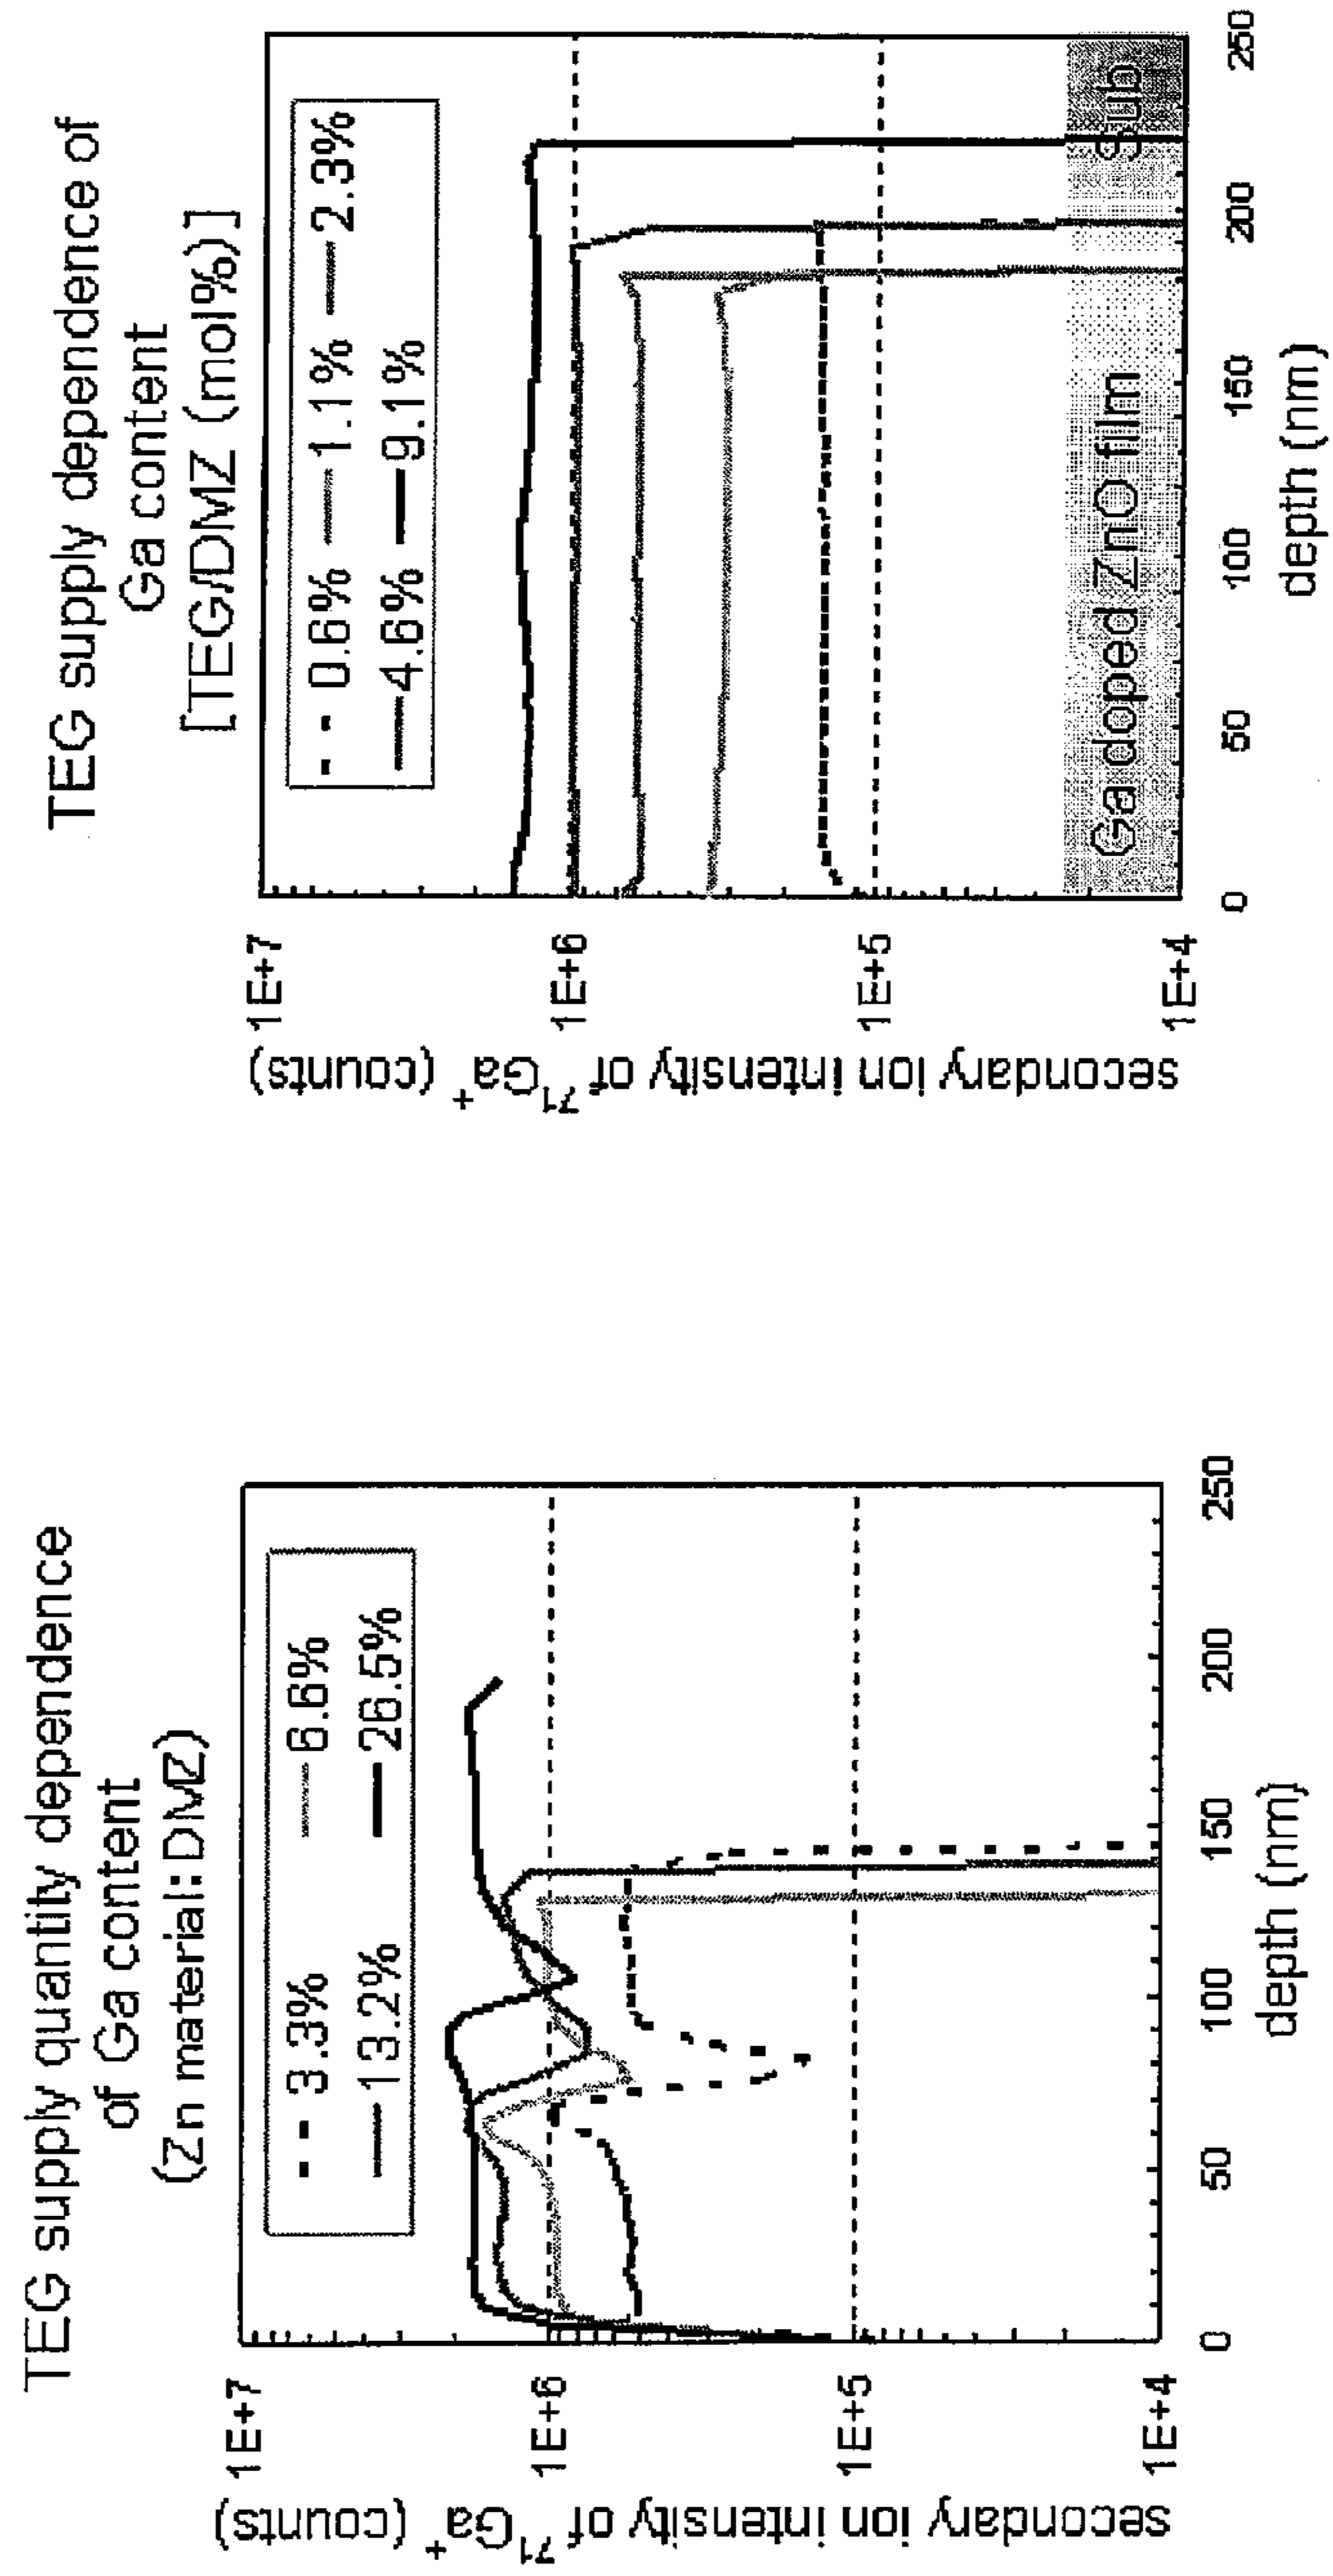 TEG supply quantity dependence
of Ga content
(Zn material:DMZ)
3.3% 6.6%
13.2% 26.5%
1E+7
1E+6
1E+5
1E+4
secondary ion intensity of ⁷¹Ga⁺ (counts)
0 50 100 150 200 250
depth (nm)
TEG supply dependence of
Ga content
[TEG/DMZ (mol%)]
0.6% 1.1% 2.3%
4.6% 9.1%
1E+7
1E+6
1E+5
1E+4
secondary ion intensity of ⁷¹Ga⁺ (counts)
Ga doped ZnO film Sub
0 50 100 150 200 250
depth (nm)